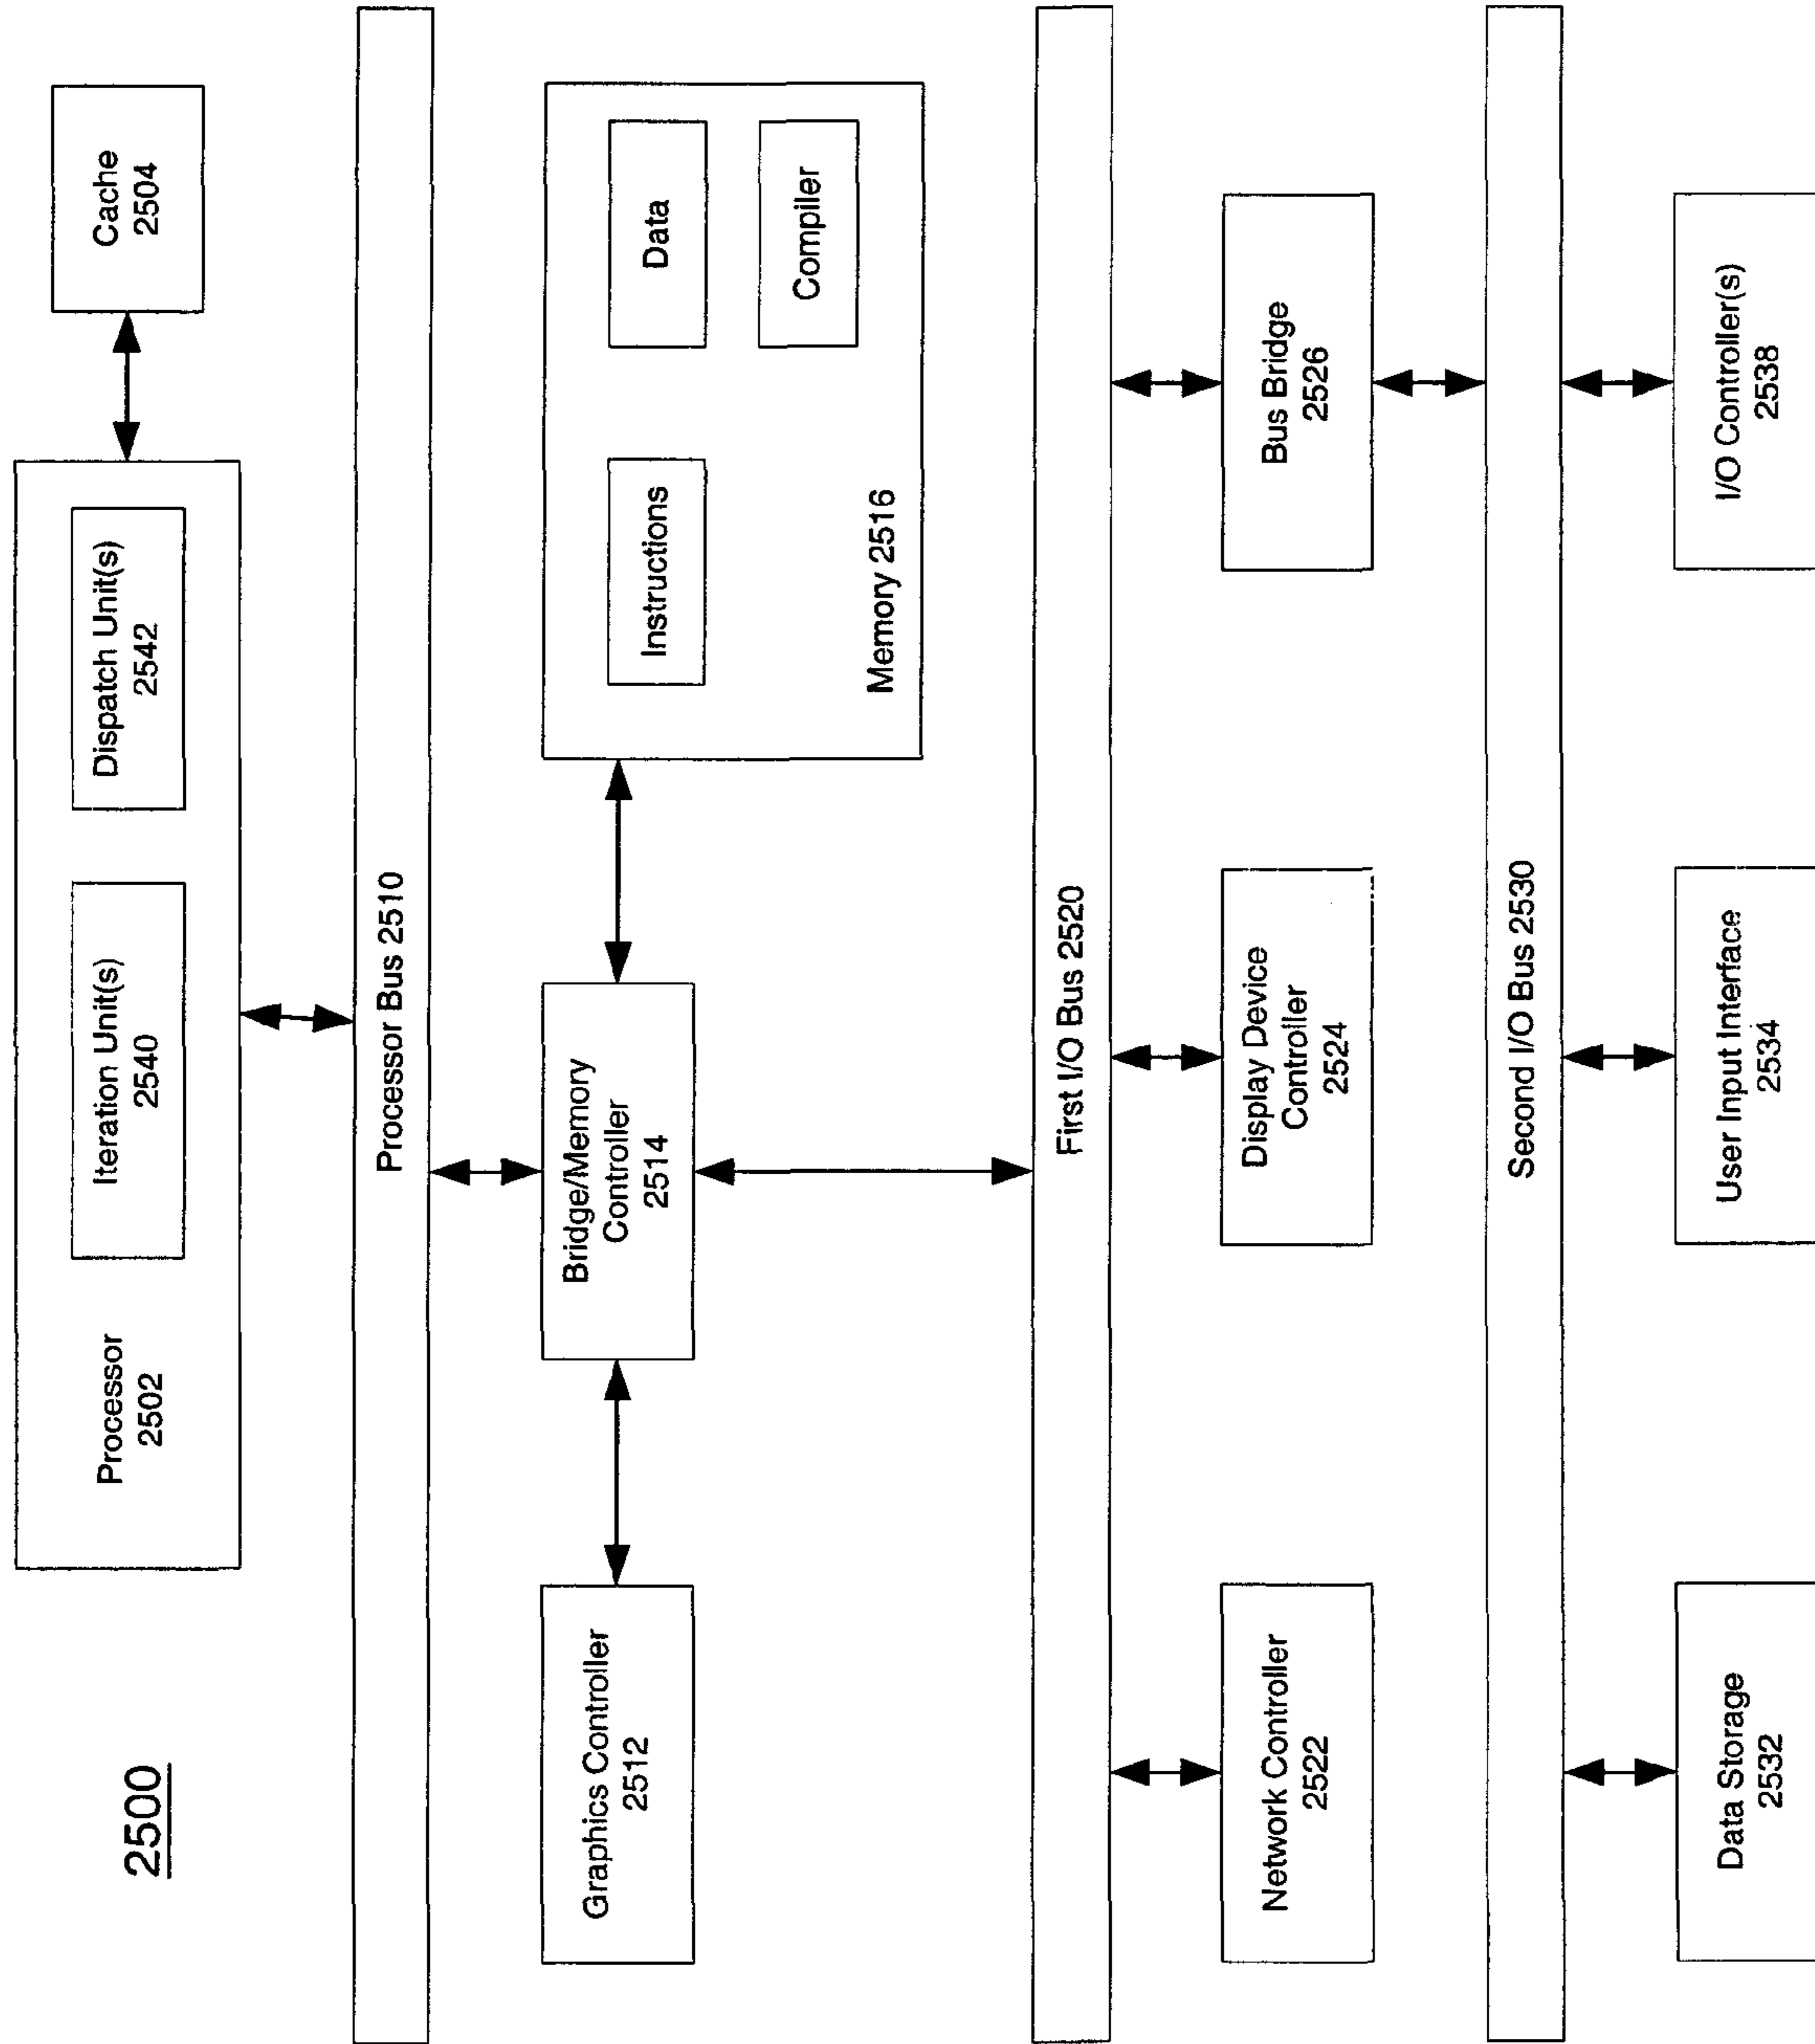 2500
Processor
2502
Iteration Unit(s)
2540
Dispatch Unit(s)
2542
Cache
2504
Processor Bus 2510
Graphics Controller
2512
Bridge/Memory
Controller
2514
Instructions
Data
Compiler
Memory 2516
First I/O Bus 2520
Network Controller
2522
Display Device
Controller
2524
Bus Bridge
2526
Second I/O Bus 2530
Data Storage
2532
User Input Interface
2534
I/O Controller(s)
2538